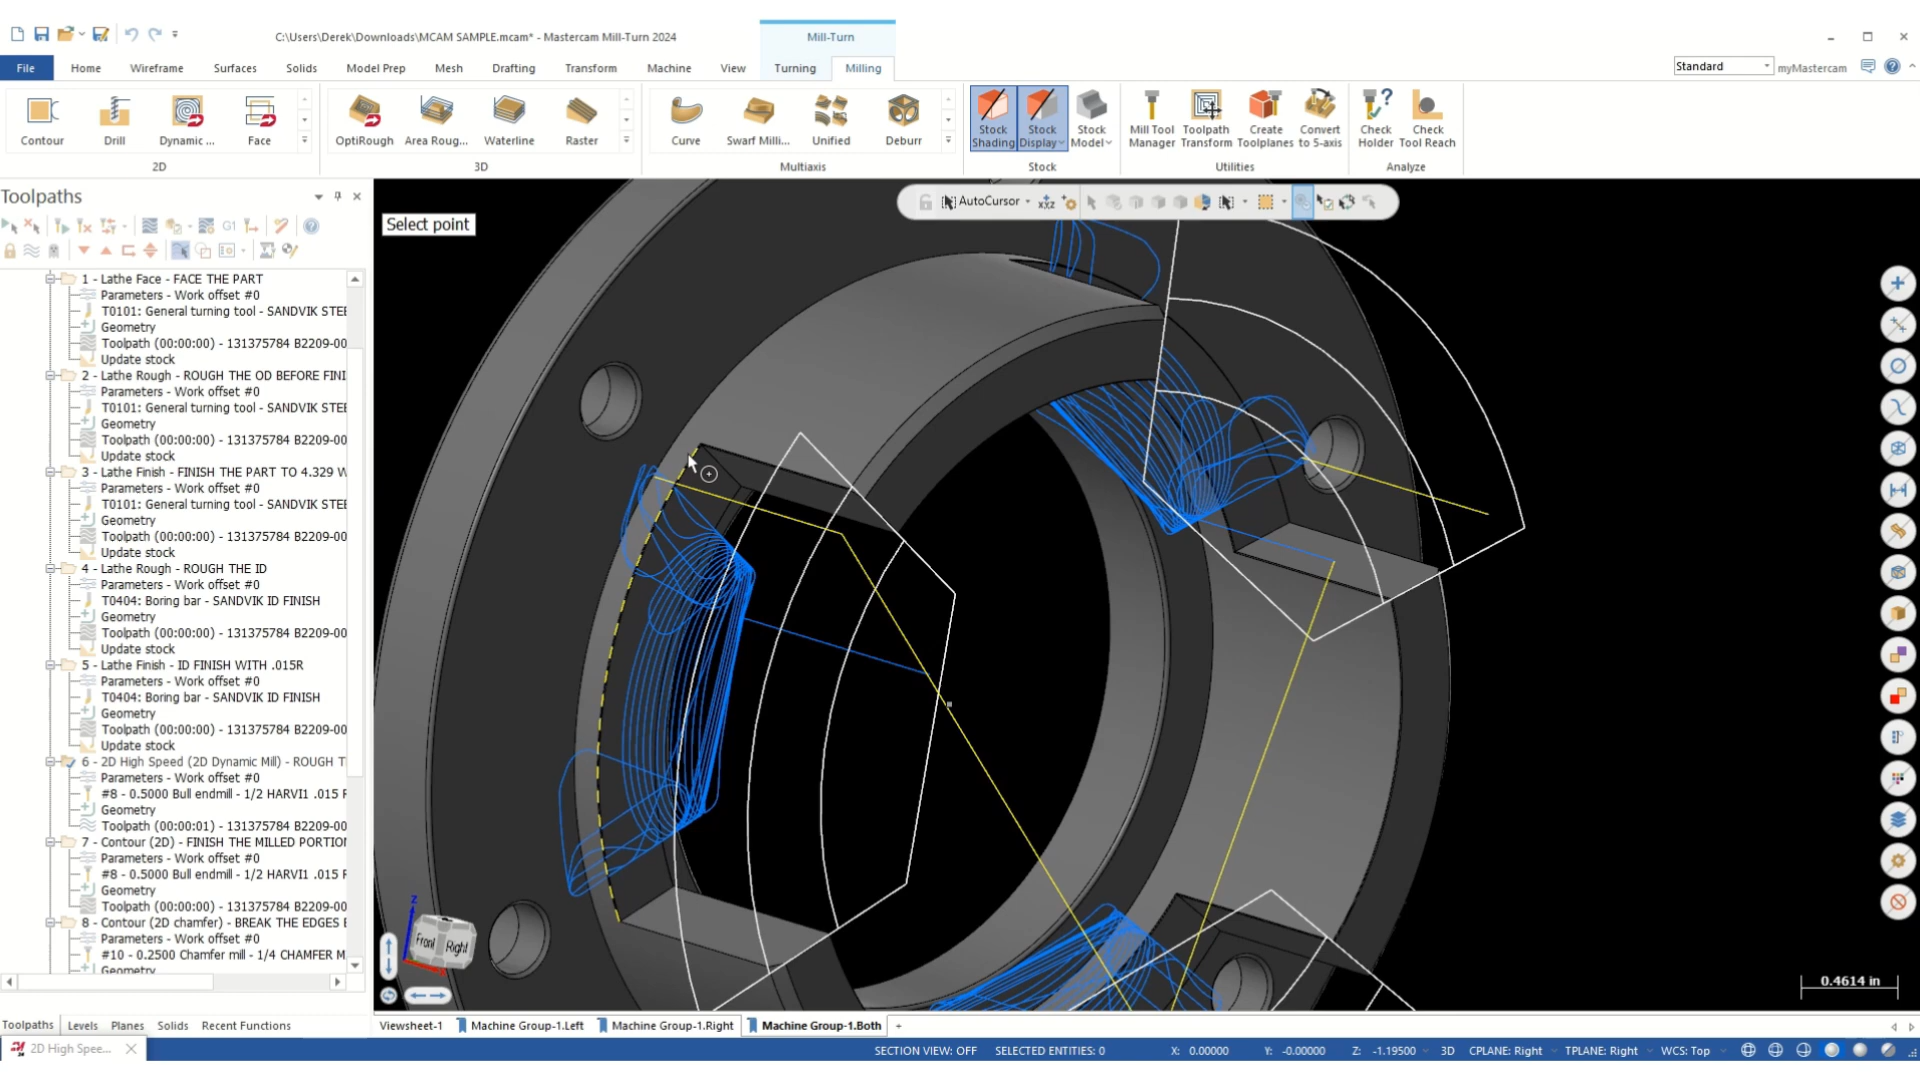 C:\Users\Derek\Downloads\MCAM SAMPLE.mcam* - Mastercam Mill-Turn 2024
Mill-Turn
File
Home
Wireframe
Surfaces
Solids
Model Prep
Mesh
Drafting
Transform
Machine
View
Turning
Milling
Standard
myMastercam
Contour
Drill
Dynamic ...
Face
OptiRough
Area Roug...
Waterline
Raster
Curve
Swarf Milli...
Unified
Deburr
Stock Shading
Stock Display
Stock Model
Mill Tool Manager
Toolpath Transform
Create Toolplanes
Convert to 5-axis
Check Holder
Check Tool Reach
2D
3D
Multiaxis
Stock
Utilities
Analyze
Toolpaths
G1
AutoCursor
Select point
1 - Lathe Face - FACE THE PART
Parameters - Work offset #0
T0101: General turning tool - SANDVIK STEE
Geometry
Toolpath (00:00:00) - 131375784 B2209-00
Update stock
2 - Lathe Rough - ROUGH THE OD BEFORE FINI
Parameters - Work offset #0
T0101: General turning tool - SANDVIK STEE
Geometry
Toolpath (00:00:00) - 131375784 B2209-00
Update stock
3 - Lathe Finish - FINISH THE PART TO 4.329 W
Parameters - Work offset #0
T0101: General turning tool - SANDVIK STEE
Geometry
Toolpath (00:00:00) - 131375784 B2209-00
Update stock
4 - Lathe Rough - ROUGH THE ID
Parameters - Work offset #0
T0404: Boring bar - SANDVIK ID FINISH
Geometry
Toolpath (00:00:00) - 131375784 B2209-00
Update stock
5 - Lathe Finish - ID FINISH WITH .015R
Parameters - Work offset #0
T0404: Boring bar - SANDVIK ID FINISH
Geometry
Toolpath (00:00:00) - 131375784 B2209-00
Update stock
6 - 2D High Speed (2D Dynamic Mill) - ROUGH T
Parameters - Work offset #0
#8 - 0.5000 Bull endmill - 1/2 HARVI1 .015 F
Geometry
Toolpath (00:00:01) - 131375784 B2209-00
7 - Contour (2D) - FINISH THE MILLED PORTION
Parameters - Work offset #0
#8 - 0.5000 Bull endmill - 1/2 HARVI1 .015 F
Geometry
Toolpath (00:00:00) - 131375784 B2209-00
8 - Contour (2D chamfer) - BREAK THE EDGES E
Parameters - Work offset #0
#10 - 0.2500 Chamfer mill - 1/4 CHAMFER M
Geometry
Z
Front
Right
0.4614 in
Toolpaths
Levels
Planes
Solids
Recent Functions
Viewsheet-1
Machine Group-1.Left
Machine Group-1.Right
Machine Group-1.Both
+
2D High Spee...
SECTION VIEW: OFF
SELECTED ENTITIES: 0
X: 0.00000
Y: -0.00000
Z: -1.19500
3D
CPLANE: Right
TPLANE: Right
WCS: Top